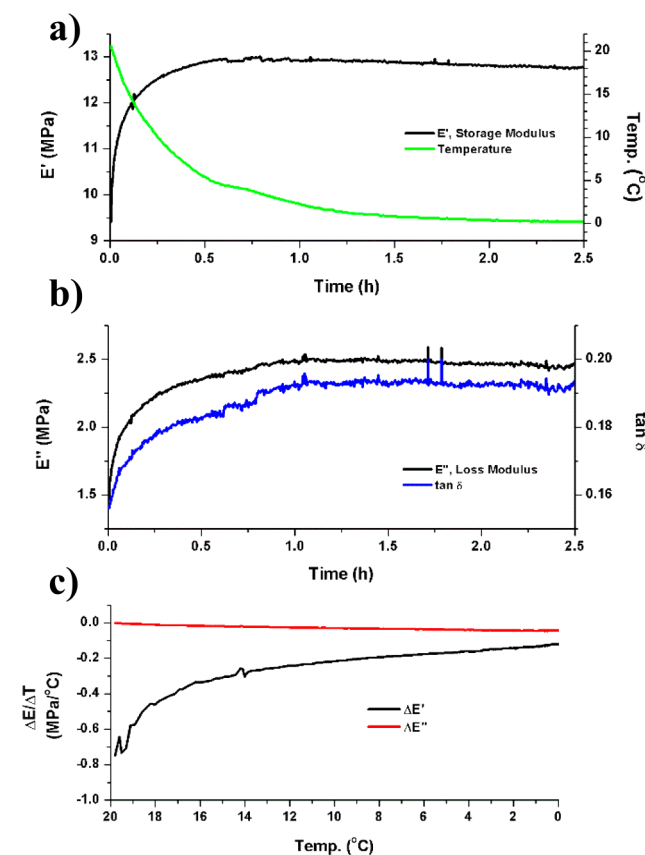 a)
13
12
11
10
9
E' (MPa)
20
15
10
5
0
Temp. (°C)
E', Storage Modulus
Temperature
0.0 0.5 1.0 1.5 2.0 2.5
Time (h)
b)
2.5
2.0
1.5
E" (MPa)
0.20
0.19
0.18
0.16
tan δ
E", Loss Modulus
tan δ
0.0 0.5 1.0 1.5 2.0 2.5
Time (h)
c)
0.0
-0.2
-0.4
-0.6
-0.8
-1.0
ΔE/ΔT
(MPa/°C)
ΔE'
ΔE"
20 18 16 14 12 10 8 6 4 2 0
Temp. (°C)